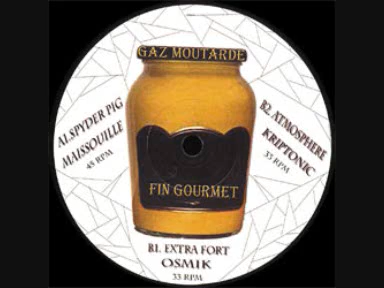 GAZ MOUTARDE
FIN GOURMET
A1.SPYDER PIG
MAISSOUILLE
45 RPM
B2. ATMOSPHERE
KRIPTONIC
33 RPM
B1. EXTRA FORT
OSMIK
33 RPM